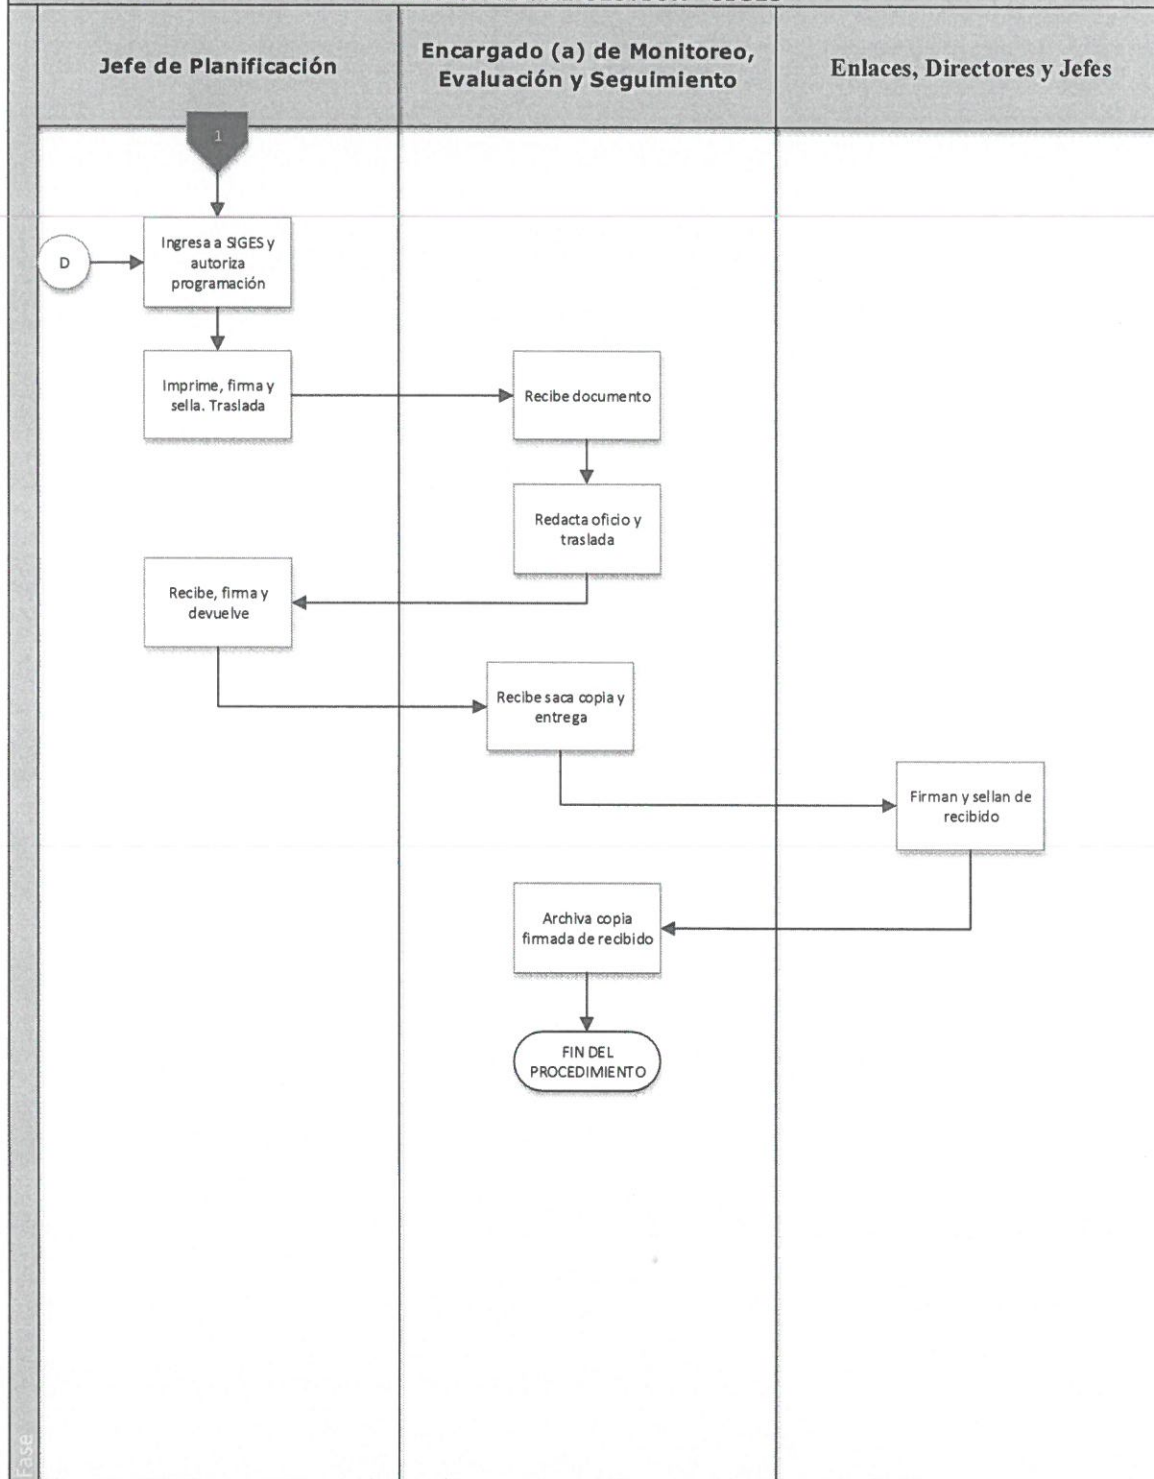 Jefe de Planificación
Encargado (a) de Monitoreo,
Evaluación y Seguimiento
Enlaces, Directores y Jefes
1
D
Ingresa a SIGES y
autoriza
programación
Imprime, firma y
sella. Traslada
Recibe documento
Redacta oficio y
traslada
Recibe, firma y
devuelve
Recibe saca copia y
entrega
Firman y sellan de
recibido
Archiva copia
firmada de recibido
FIN DEL
PROCEDIMIENTO
Fase